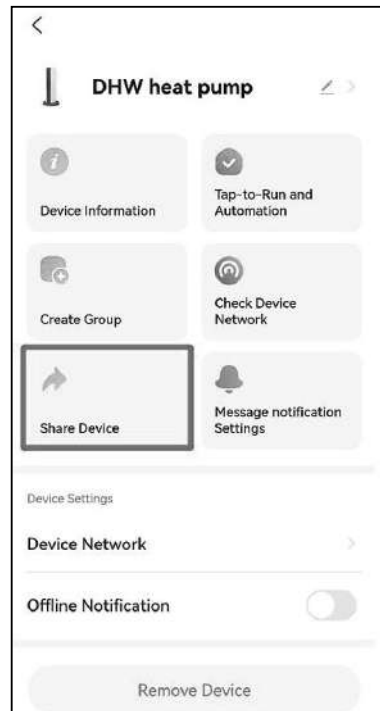 DHW heat pump
Device Information
Tap-to-Run and
Automation
Create Group
Check Device
Network
Share Device
Message notification
Settings
Device Settings
Device Network
Offline Notification
Remove Device